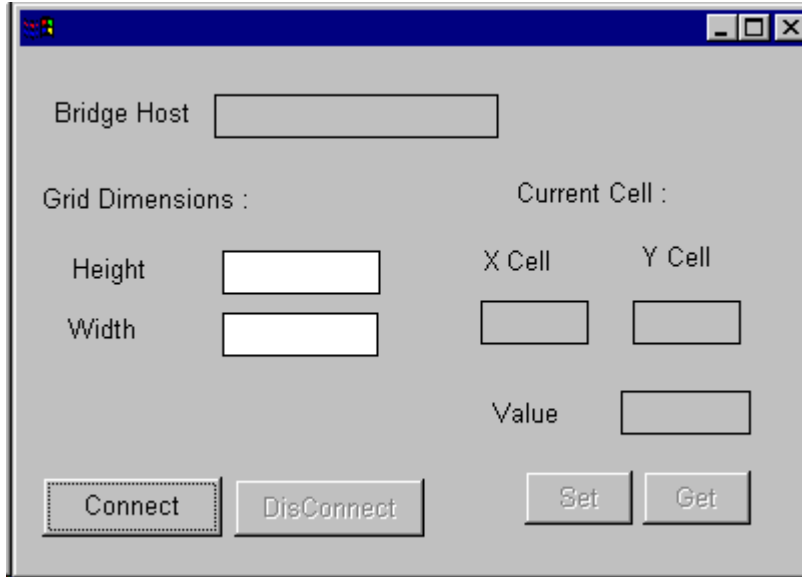 Bridge Host
Grid Dimensions :
Current Cell :
Height
X Cell
Y Cell
Width
Value
Connect
DisConnect
Set
Get